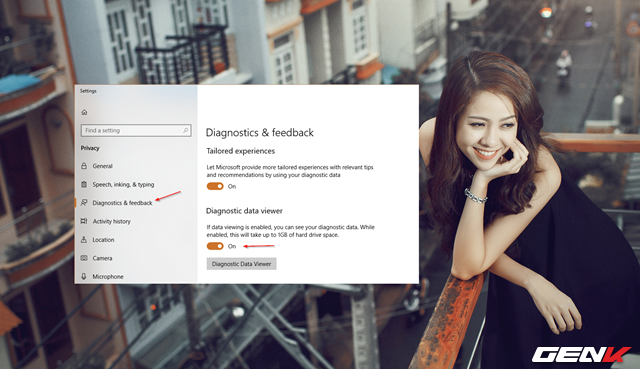 Settings
Find a setting
Privacy
General
Speech, inking, & typing
Diagnostics & feedback
Activity history
Location
Camera
Microphone
Diagnostics & feedback
Tailored experiences
Let Microsoft provide more tailored experiences with relevant tips
and recommendations by using your diagnostic data
On
Diagnostic data viewer
If data viewing is enabled, you can see your diagnostic data. While
enabled, this will take up to 1GB of hard drive space.
On
Diagnostic Data Viewer
GENK